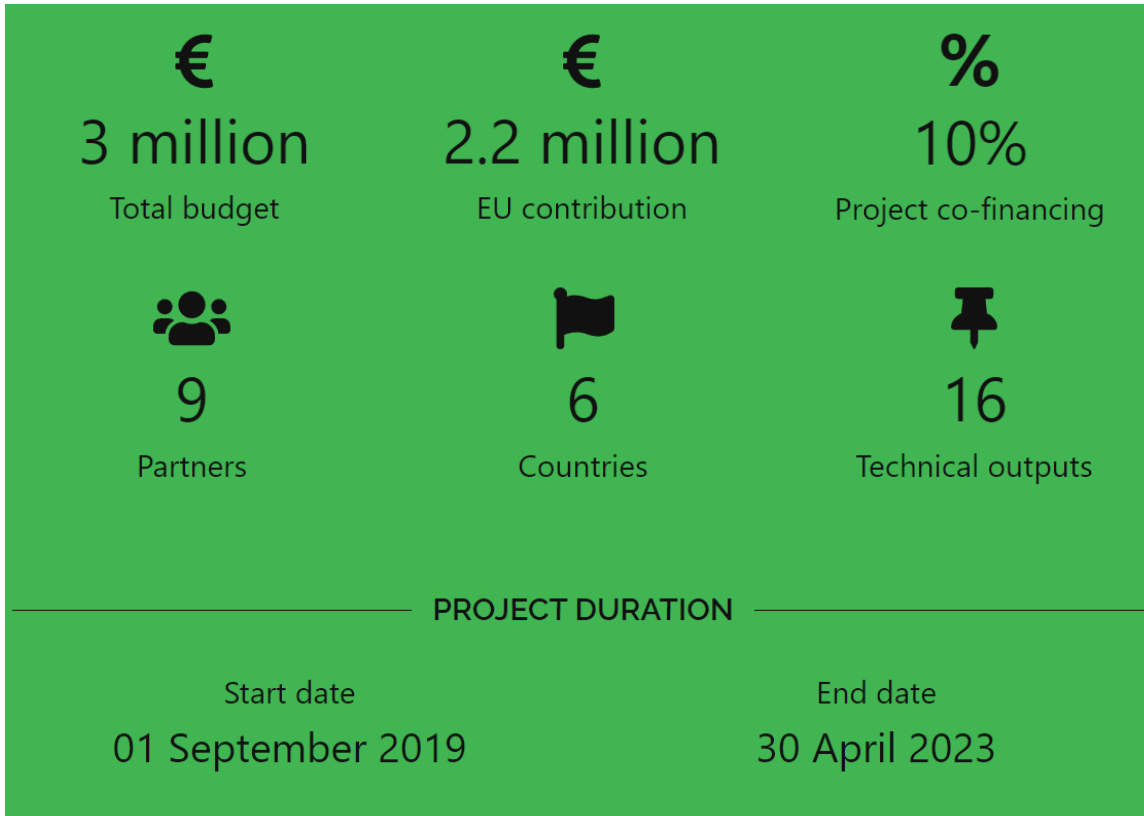 € € %
3 million 2.2 million 10%
Total budget EU contribution Project co-financing
9 6 16
Partners Countries Technical outputs
PROJECT DURATION
Start date End date
01 September 2019 30 April 2023